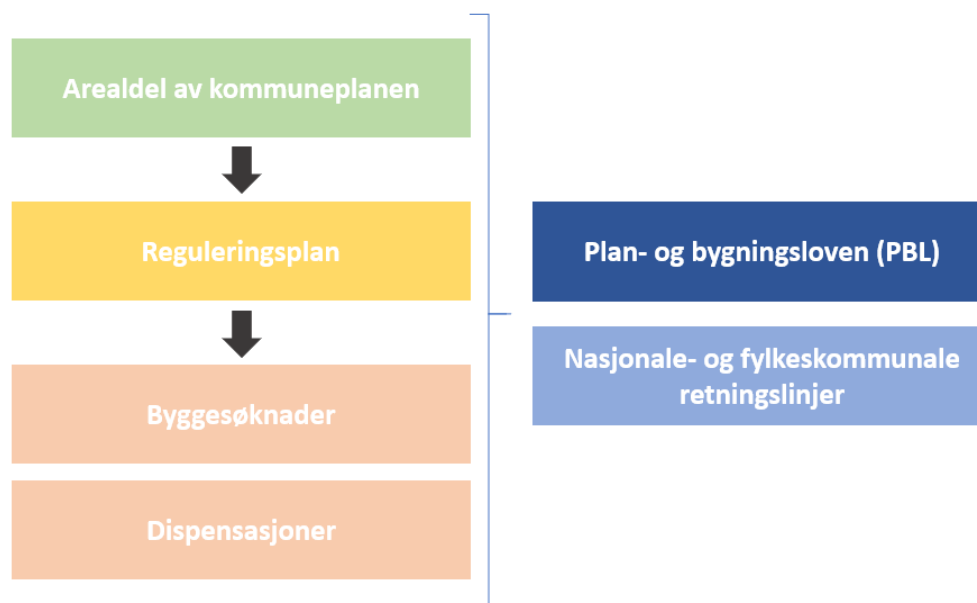 Arealdel av kommuneplanen
Reguleringsplan
Byggesøknader
Dispensasjoner
Plan- og bygningsloven (PBL)
Nasjonale- og fylkeskommunale
retningslinjer